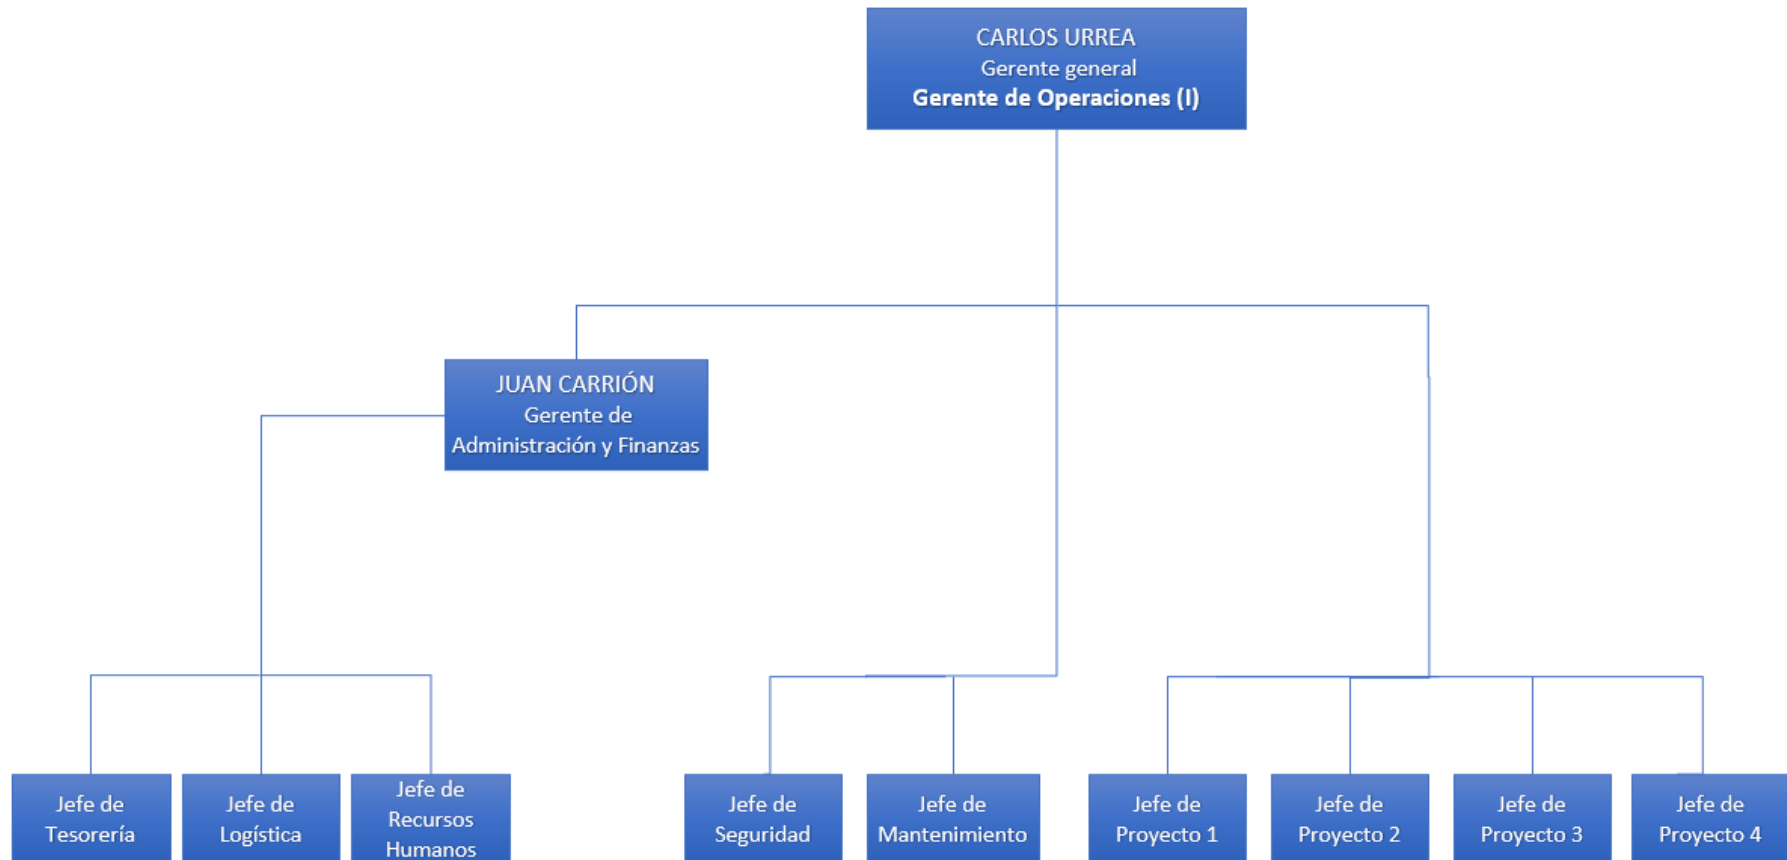 CARLOS URREA
Gerente general
Gerente de Operaciones (I)
JUAN CARRIÓN
Gerente de
Administración y Finanzas
Jefe de
Tesorería
Jefe de
Logística
Jefe de
Recursos
Humanos
Jefe de
Seguridad
Jefe de
Mantenimiento
Jefe de
Proyecto 1
Jefe de
Proyecto 2
Jefe de
Proyecto 3
Jefe de
Proyecto 4